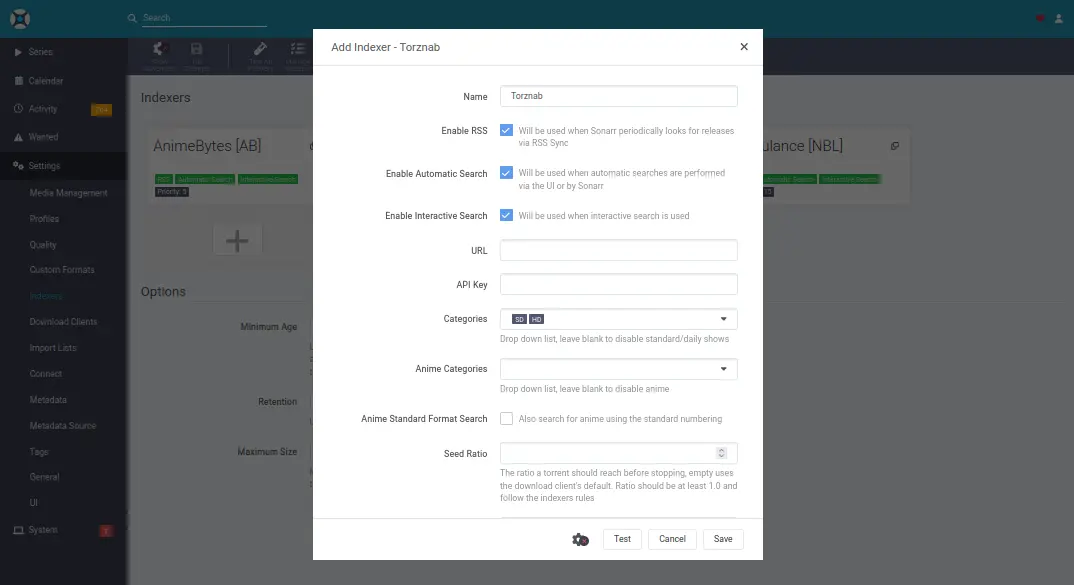 Search
Series
Calendar
Activity
Wanted
Settings
Media Management
Profiles
Quality
Custom Formats
Indexers
Download Clients
Import Lists
Connect
Metadata
Metadata Source
Tags
General
UI
System
Indexers
AnimeBytes [AB]
RSS Automatic Search Interactive Search
Priority: 5
ulance [NBL]
Interactive Search
Options
Minimum Age
Retention
Maximum Size
Add Indexer - Torznab
Name Torznab
Enable RSS Will be used when Sonarr periodically looks for releases
via RSS Sync
Enable Automatic Search Will be used when automatic searches are performed
via the UI or by Sonarr
Enable Interactive Search Will be used when interactive search is used
URL
API Key
Categories SD HD
Drop down list, leave blank to disable standard/daily shows
Anime Categories
Drop down list, leave blank to disable anime
Anime Standard Format Search Also search for anime using the standard numbering
Seed Ratio
The ratio a torrent should reach before stopping, empty uses
the download client's default. Ratio should be at least 1.0 and
follow the indexers rules
Test Cancel Save